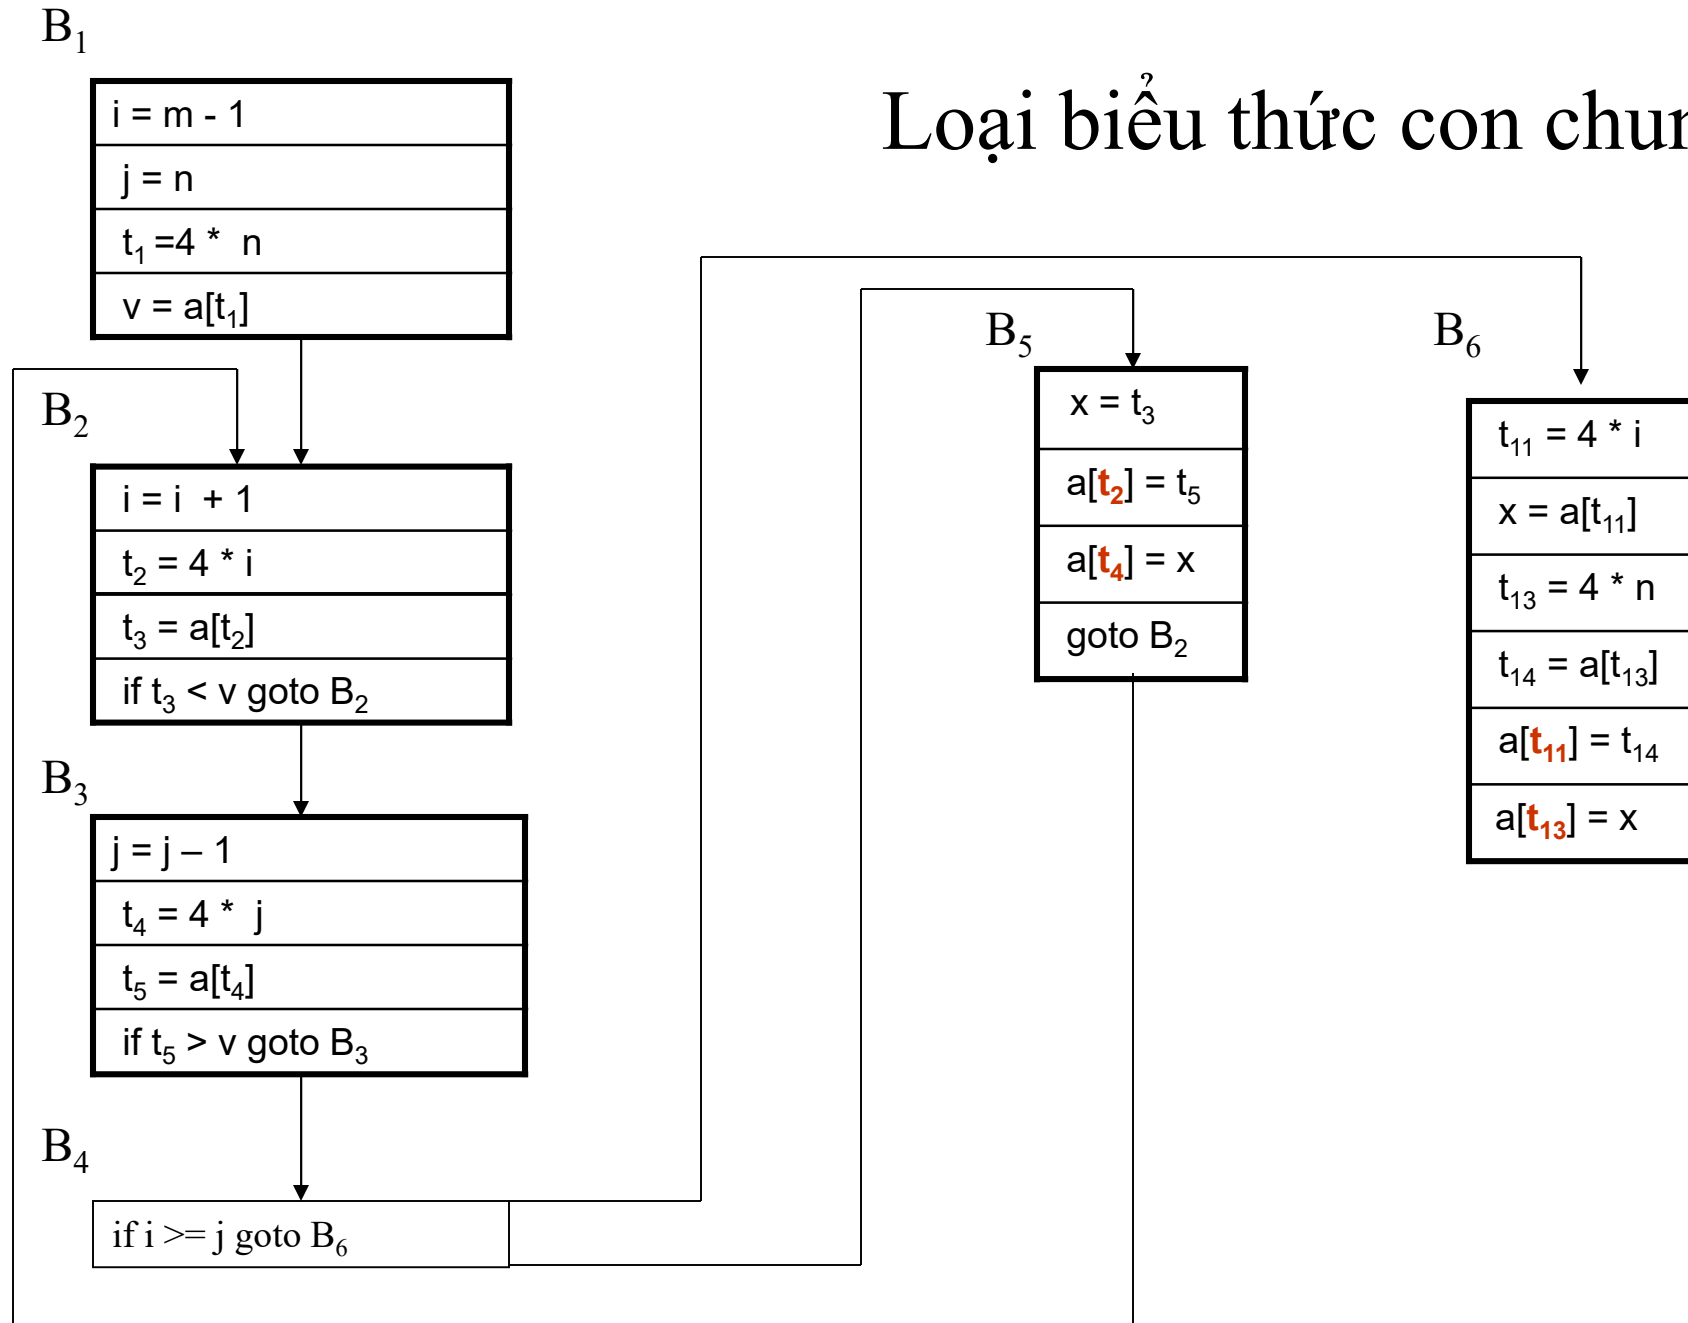 B₁
i = m - 1
j = n
t₁ =4 * n
v = a[t₁]
Loại biểu thức con
B₂
i = i + 1
t₂ = 4 * i
t₃ = a[t₂]
if t₃ < v goto B₂
B₃
j = j – 1
t₄ = 4 * j
t₅ = a[t₄]
if t₅ > v goto B₃
B₄
if i >= j goto B₆
B₅
x = t₃
a[t₂] = t₅
a[t₄] = x
goto B₂
B₆
t₁₁ = 4 * i
x = a[t₁₁]
t₁₃ = 4 * n
t₁₄ = a[t₁₃]
a[t₁₁] = t₁₄
a[t₁₃] = x